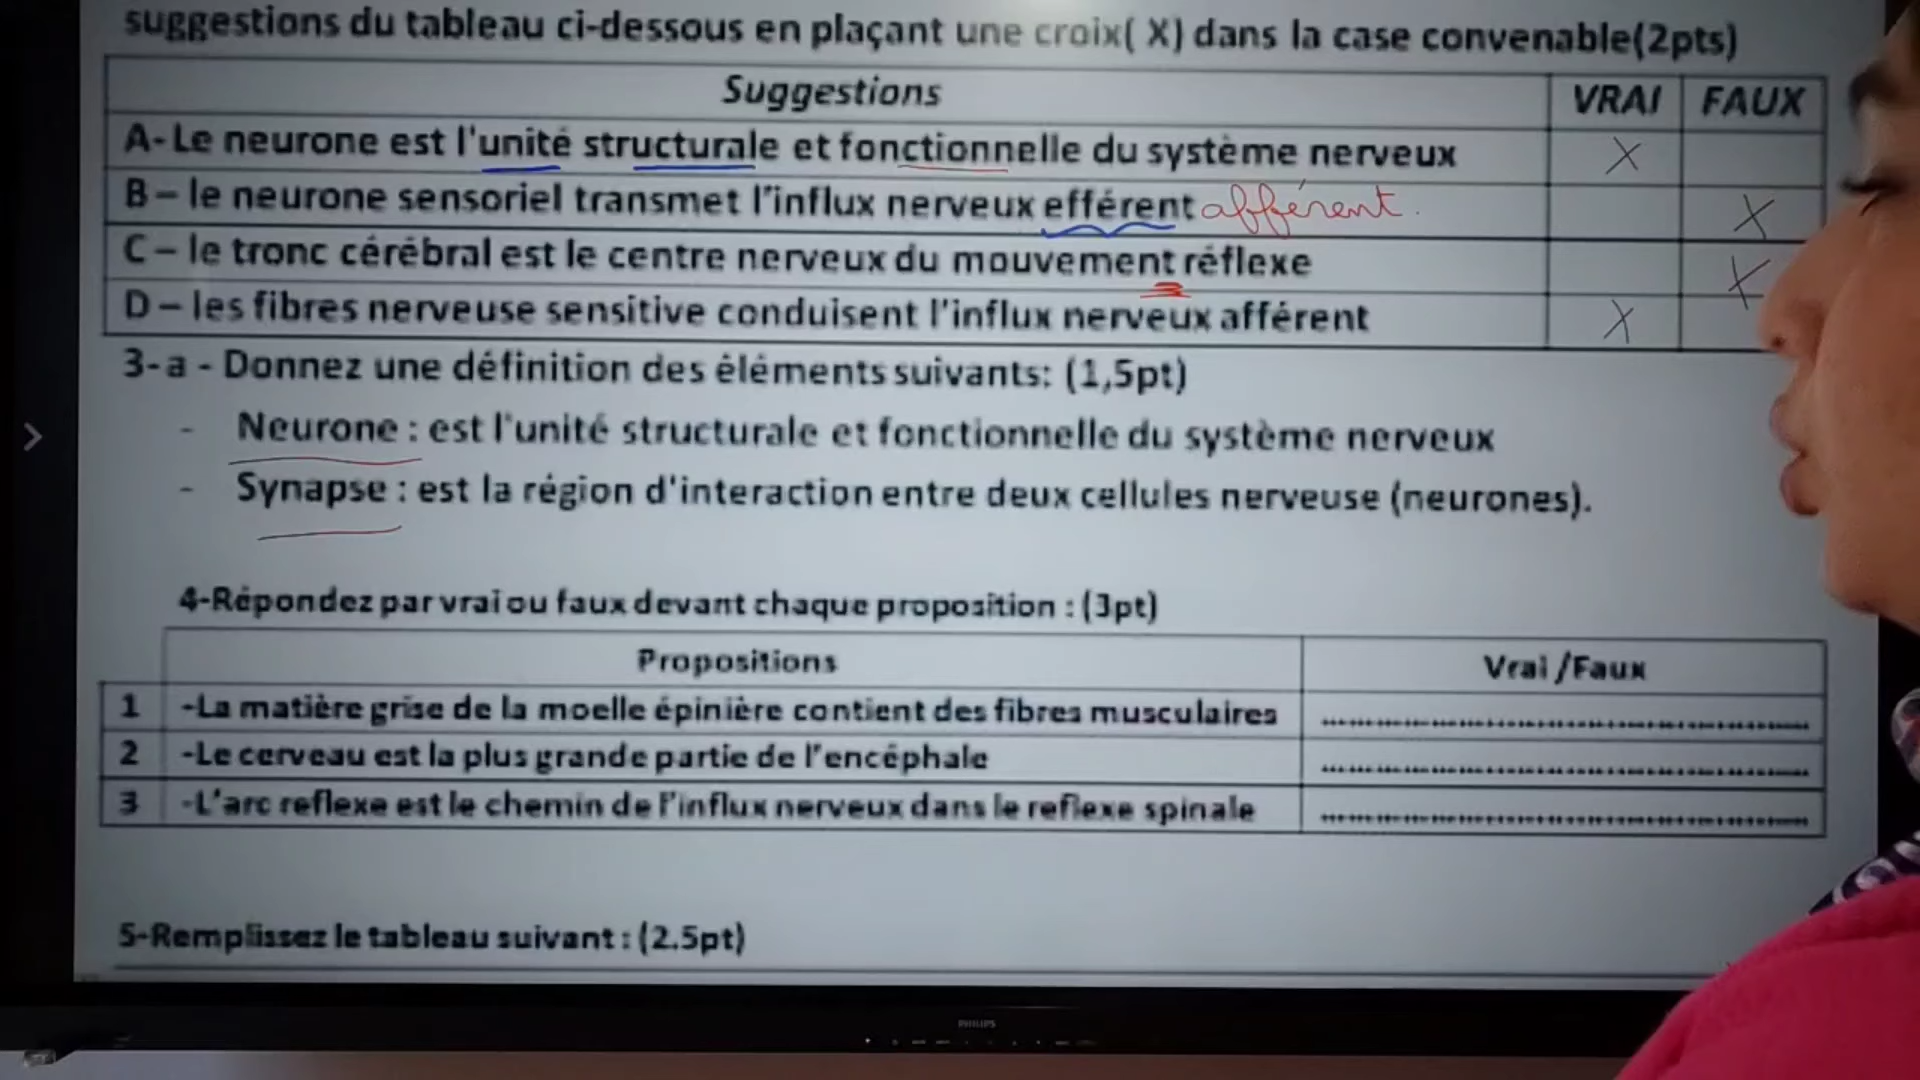 suggestions du tableau ci-dessous en plaçant une croix( X) dans la case convenable(2pts)
Suggestions VRAI FAUX
A- Le neurone est l'unité structurale et fonctionnelle du système nerveux X
B – le neurone sensoriel transmet l'influx nerveux efférent afférent. X
C – le tronc cérébral est le centre nerveux du mouvement réflexe X
D – les fibres nerveuse sensitive conduisent l'influx nerveux afférent X
3- a - Donnez une définition des éléments suivants: (1,5pt)
- Neurone : est l'unité structurale et fonctionnelle du système nerveux
- Synapse : est la région d'interaction entre deux cellules nerveuse (neurones).
4-Répondez par vrai ou faux devant chaque proposition : (3pt)
Propositions Vrai /Faux
1 -La matière grise de la moelle épinière contient des fibres musculaires ..........
2 -Le cerveau est la plus grande partie de l'encéphale ..........
3 -L'arc reflexe est le chemin de l'influx nerveux dans le reflexe spinale ..........
5-Remplissez le tableau suivant : (2.5pt)
PHILIPS